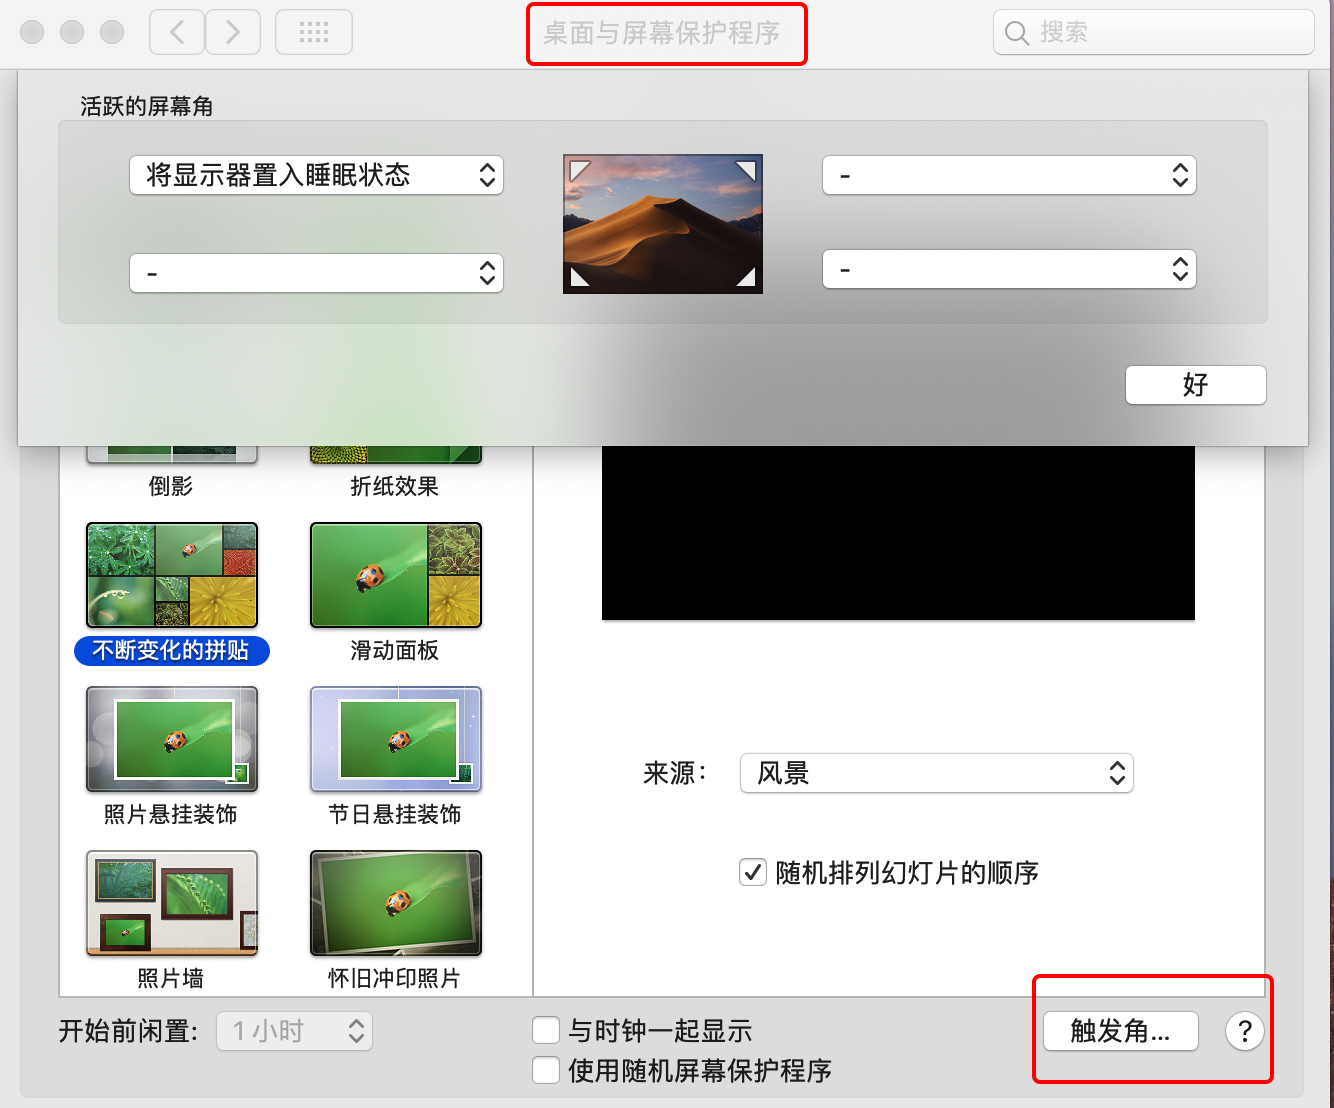 桌面与屏幕保护程序
搜索
活跃的屏幕角
将显示器置入睡眠状态
-
-
-
好
倒影
折纸效果
不断变化的拼贴
滑动面板
照片悬挂装饰
节日悬挂装饰
照片墙
怀旧冲印照片
来源：
风景
随机排列幻灯片的顺序
开始前闲置:
1 小时
与时钟一起显示
使用随机屏幕保护程序
触发角...
?